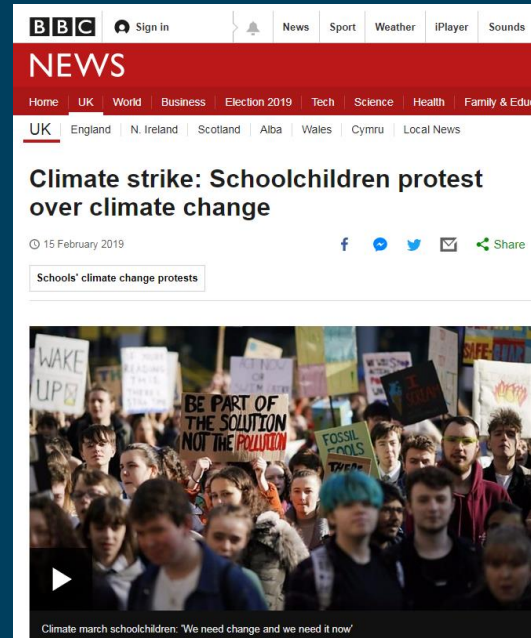 BBC Sign in News Sport Weather iPlayer Sounds
NEWS
Home UK World Business Election 2019 Tech Science Health Family &
UK England N. Ireland Scotland Alba Wales Cymru Local News
Climate strike: Schoolchildren protest
over climate change
15 February 2019 Share
Schools' climate change protests
WAKE
UP
BE PART OF
THE SOLUTION
NOT THE POLLUTION
FOSSIL
FOOLS
Climate march schoolchildren: 'We need change and we need it now'